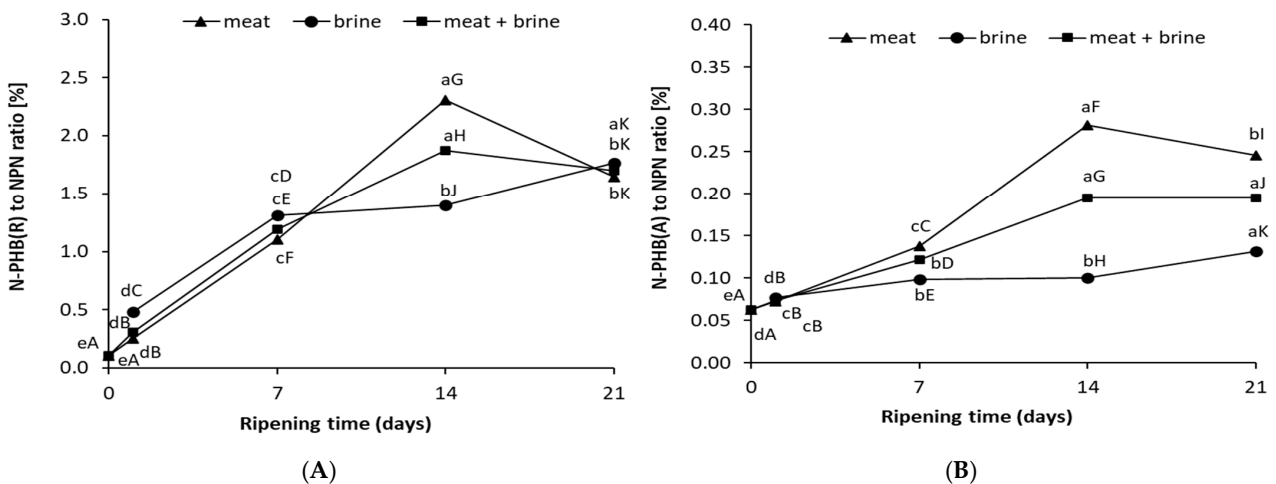 meat brine meat + brine
N-PHB(R) to NPN ratio [%]
3.0
2.5
2.0
1.5
1.0
0.5
0.0
aG
aH
bJ
aK
bK
bK
cD
cE
cF
dC
dB
dB
eA
eA
0 7 14 21
Ripening time (days)
(A)
meat brine meat + brine
N-PHB(A) to NPN ratio [%]
0.40
0.35
0.30
0.25
0.20
0.15
0.10
0.05
0.00
aF
bI
aG
aJ
cC
bD
aK
dB
bH
bE
eA
cB
cB
dA
0 7 14 21
Ripening time (days)
(B)